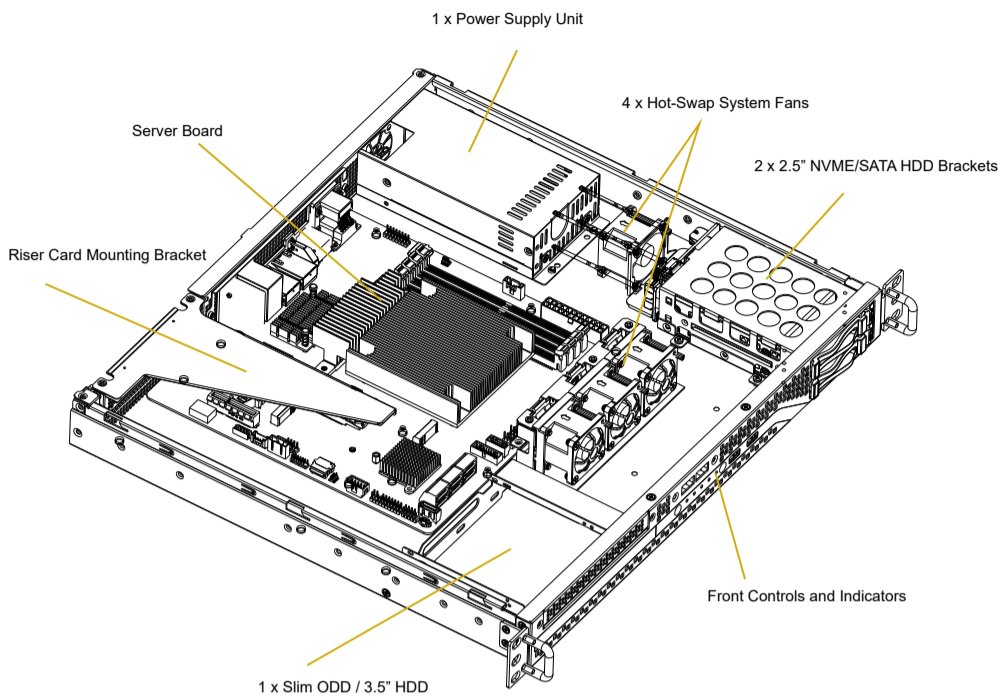 1 x Power Supply Unit
4 x Hot-Swap System Fans
Server Board
2 x 2.5” NVME/SATA HDD Brackets
Riser Card Mounting Bracket
Front Controls and Indicators
1 x Slim ODD / 3.5” HDD